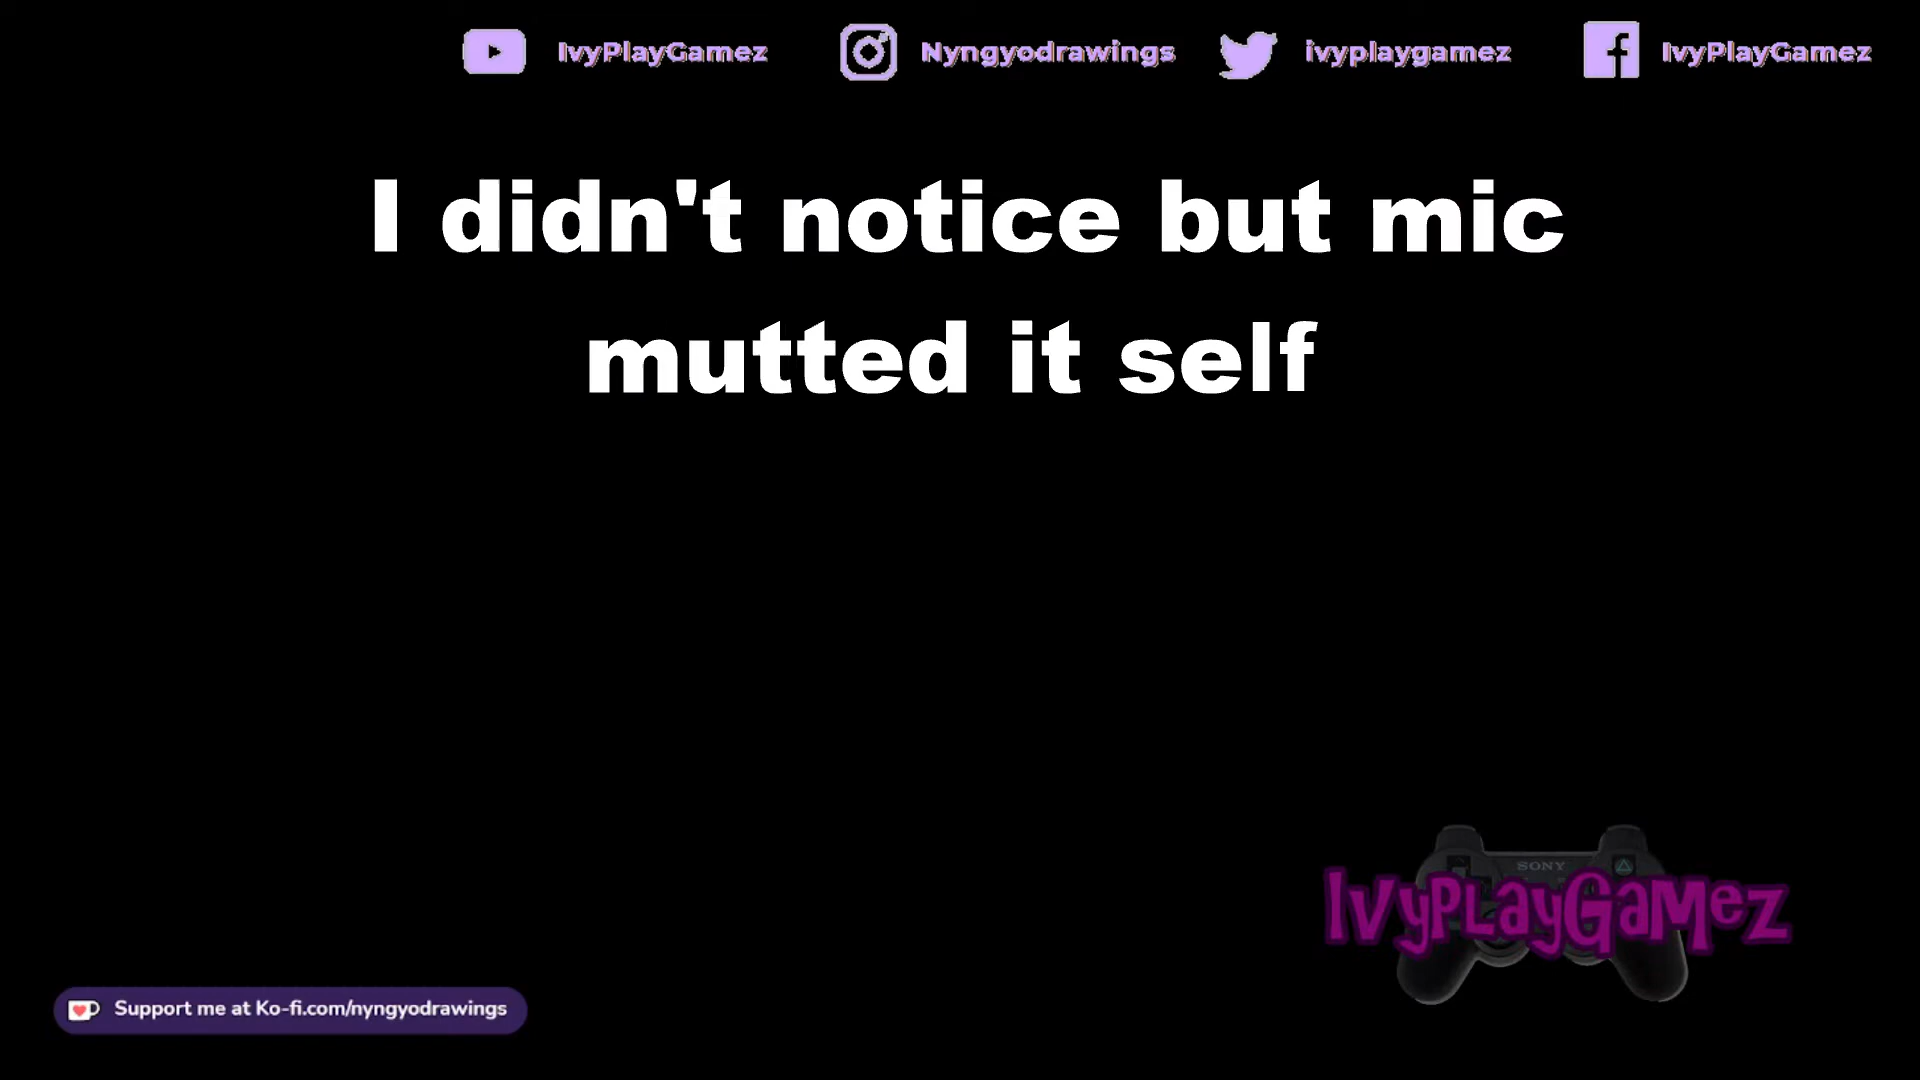 IvyPlayGamez Nyngyodrawings ivyplaygamez IvyPlayGamez
I didn't notice but mic
mutted it self
SONY
IvyPlayGamez
Support me at Ko-fi.com/nyngyodrawings